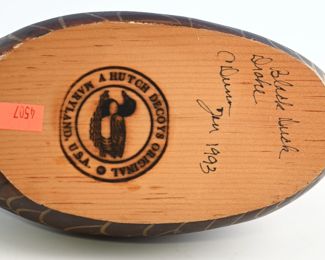 4507
A HUTCH DECOYS ORIGINAL
MARYLAND, U.S.A.
Black Duck
Drake
Jan 1993